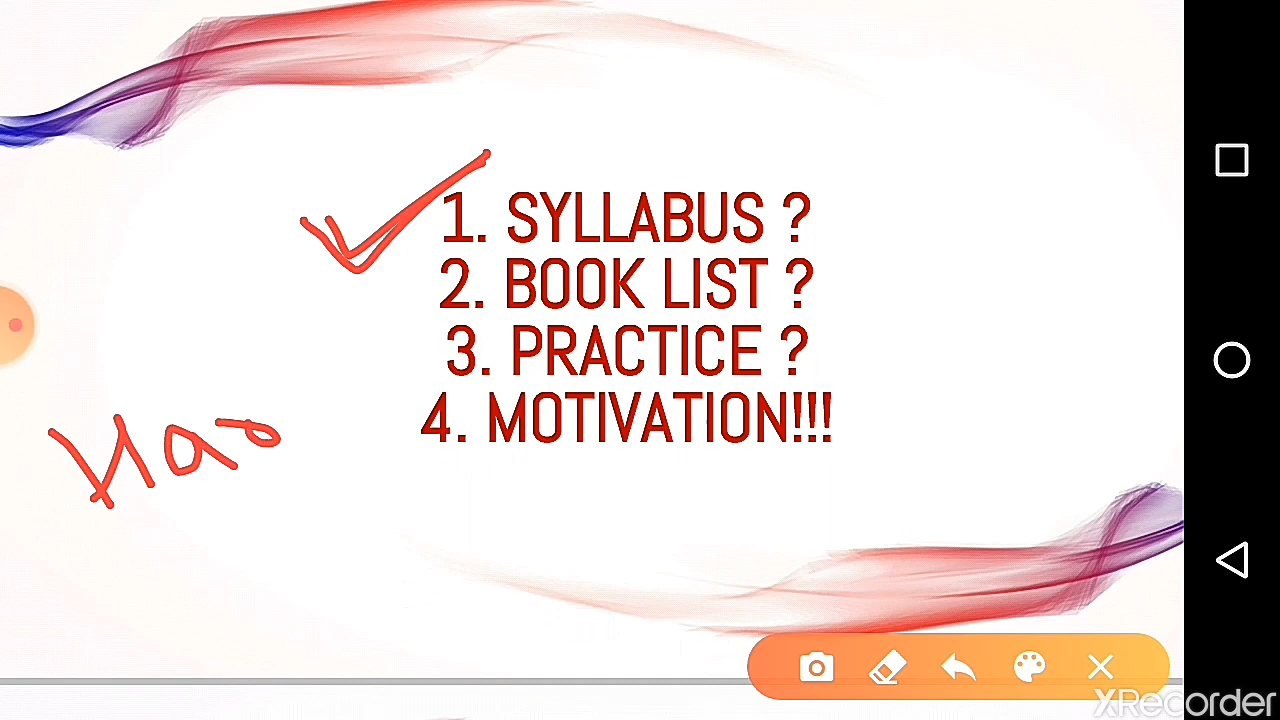 1. SYLLABUS ?
2. BOOK LIST ?
3. PRACTICE ?
4. MOTIVATION!!!
XRecorder